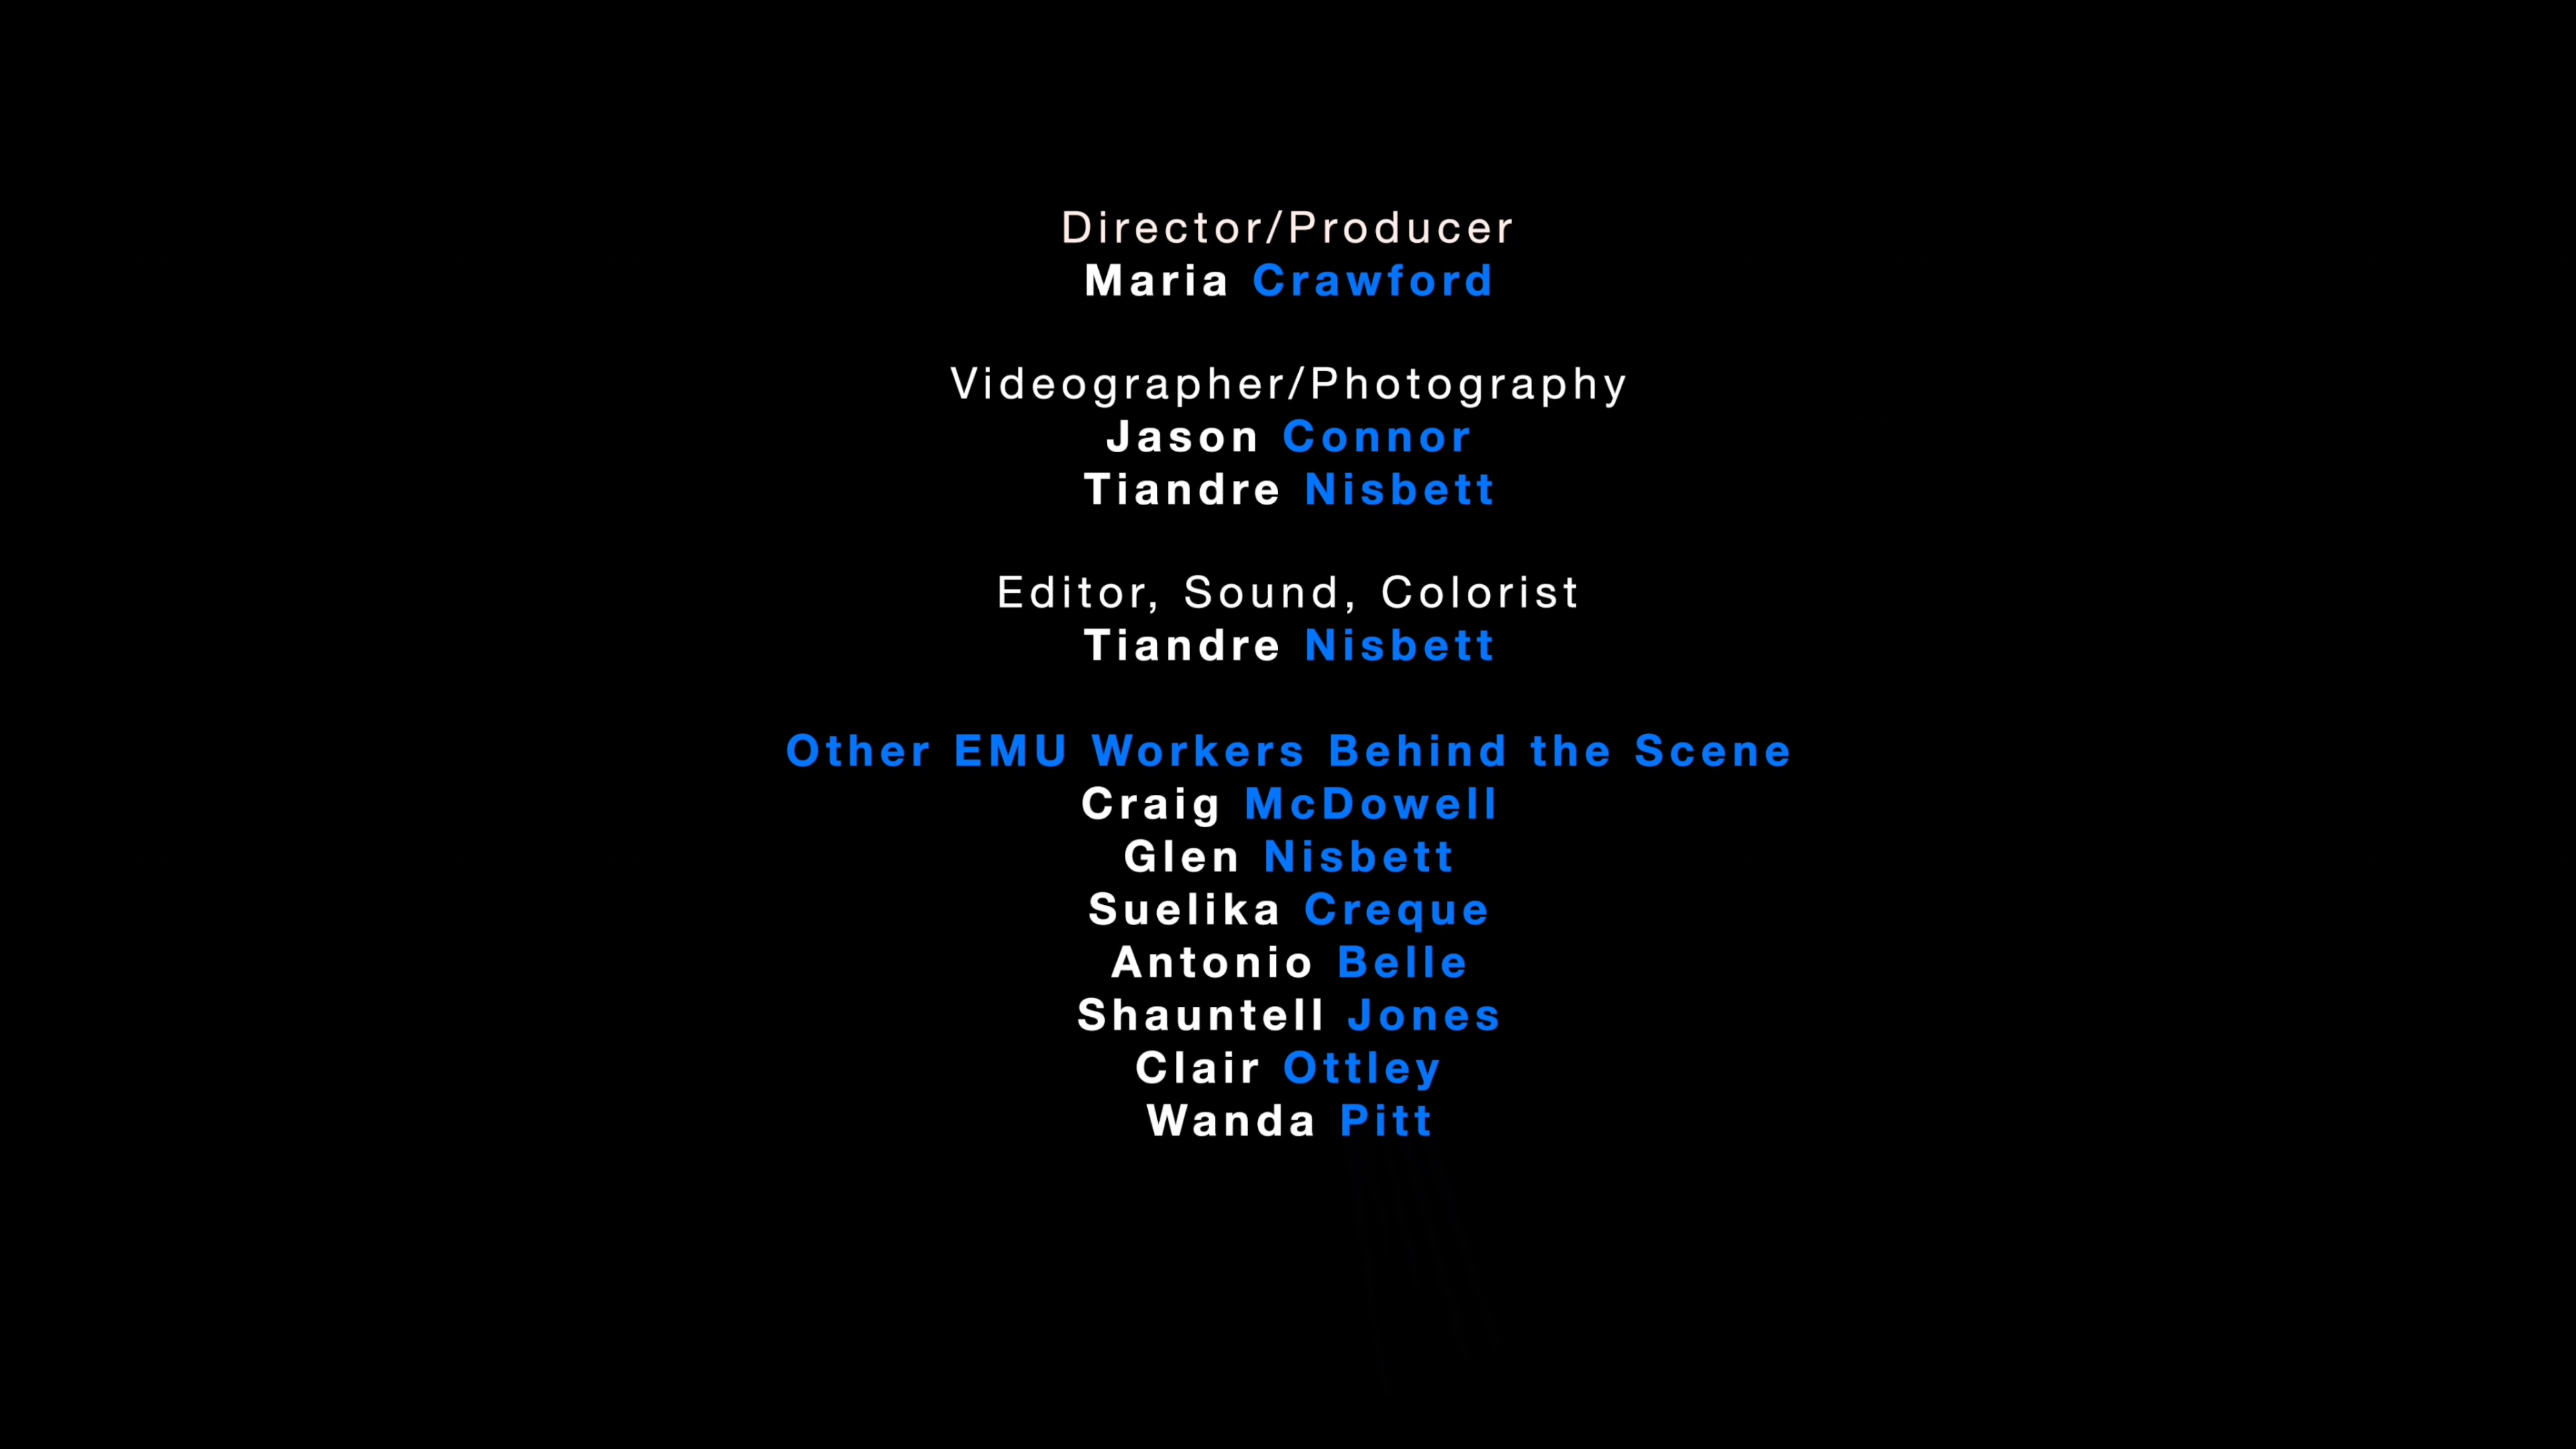 Director/Producer
Maria Crawford
Videographer/Photography
Jason Connor
Tiandre Nisbett
Editor, Sound, Colorist
Tiandre Nisbett
Other EMU Workers Behind the Scene
Craig McDowell
Glen Nisbett
Suelika Creque
Antonio Belle
Shauntell Jones
Clair Ottley
Wanda Pitt